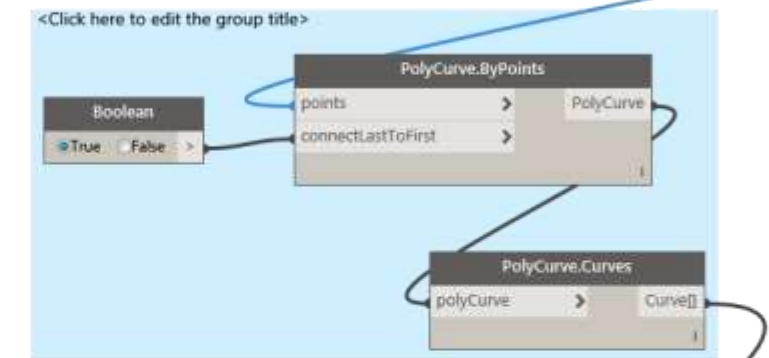 <Click here to edit the group title>
PolyCurve.ByPoints
points > PolyCurve
connectLastToFirst >
Boolean
True False >
PolyCurve.Curves
polyCurve > Curve[]